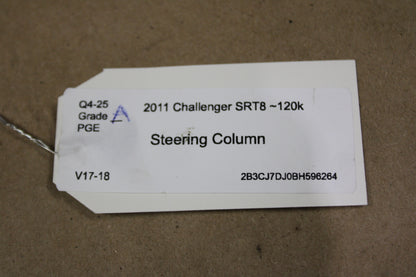 Q4-25
Grade A 2011 Challenger SRT8 ~120k
PGE
Steering Column
V17-18 2B3CJ7DJ0BH596264